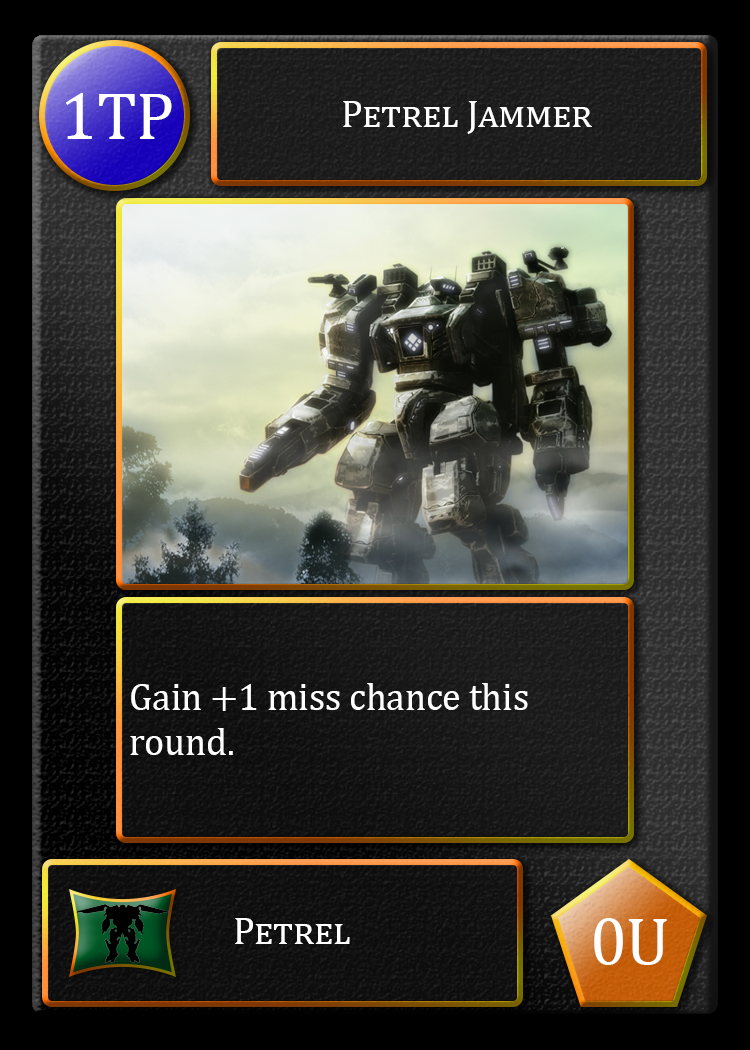 1TP
Petrel Jammer
Gain +1 miss chance this
round.
Petrel
0U